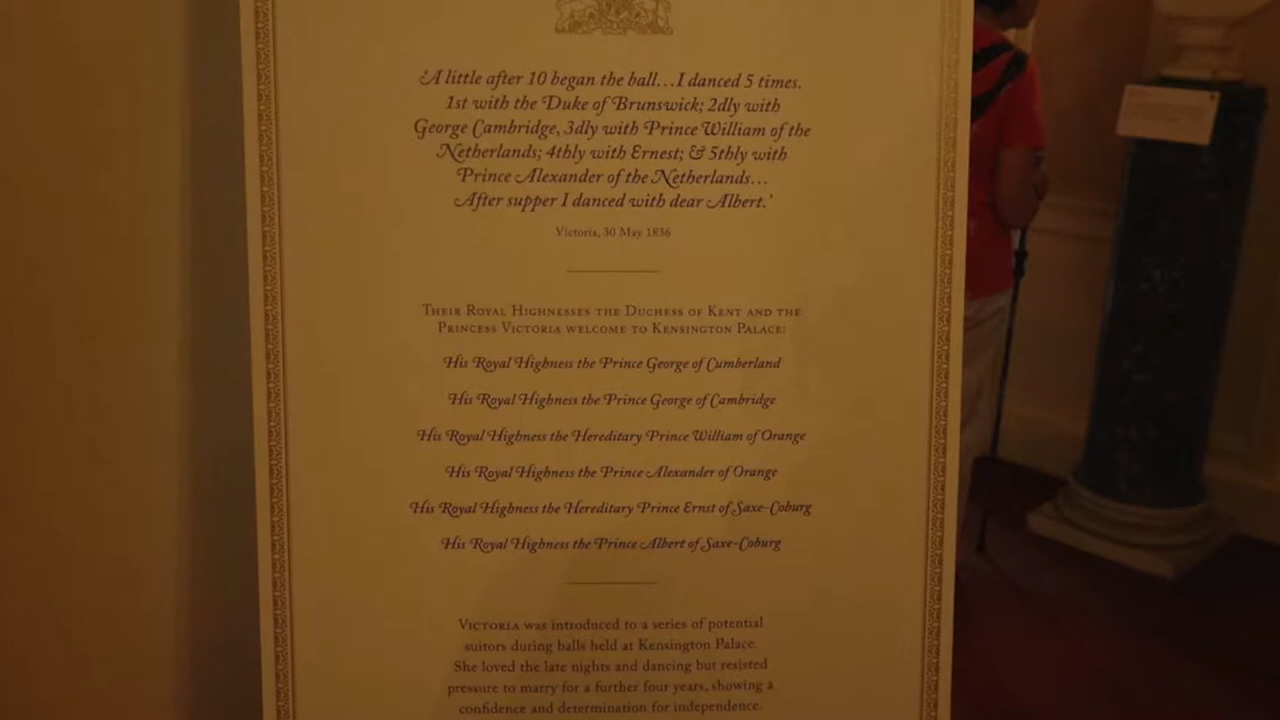 ‘A little after 10 began the ball...I danced 5 times.
1st with the Duke of Brunswick; 2dly with
George Cambridge, 3dly with Prince William of the
Netherlands; 4thly with Ernest; & 5thly with
Prince Alexander of the Netherlands...
After supper I danced with dear Albert.’
Victoria, 30 May 1836
Their Royal Highnesses the Duchess of Kent and the
Princess Victoria welcome to Kensington Palace:
His Royal Highness the Prince George of Cumberland
His Royal Highness the Prince George of Cambridge
His Royal Highness the Hereditary Prince William of Orange
His Royal Highness the Prince Alexander of Orange
His Royal Highness the Hereditary Prince Ernst of Saxe-Coburg
His Royal Highness the Prince Albert of Saxe-Coburg
Victoria was introduced to a series of potential
suitors during balls held at Kensington Palace.
She loved the late nights and dancing but resisted
pressure to marry for a further four years, showing a
confidence and determination for independence.